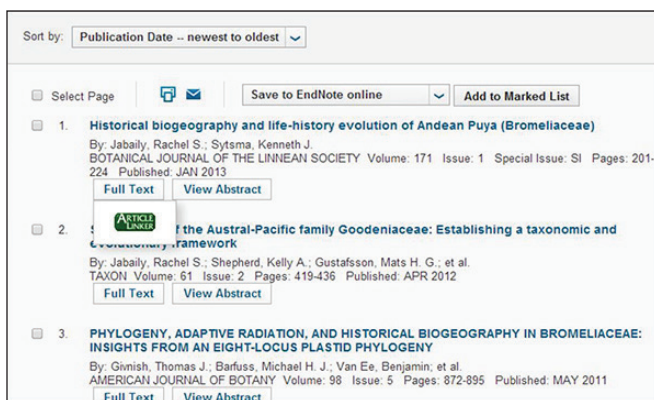 Sort by: Publication Date -- newest to oldest
Select Page Save to EndNote online Add to Marked List
1. Historical biogeography and life-history evolution of Andean Puya (Bromeliaceae)
By: Jabaily, Rachel S.; Sytsma, Kenneth J.
BOTANICAL JOURNAL OF THE LINNEAN SOCIETY Volume: 171 Issue: 1 Special Issue: SI Pages: 201-
224 Published: JAN 2013
Full Text View Abstract
ARTICLE
LINKER
2. f the Austral-Pacific family Goodeniaceae: Establishing a taxonomic and
framework
By: Jabaily, Rachel S.; Shepherd, Kelly A.; Gustafsson, Mats H. G.; et al.
TAXON Volume: 61 Issue: 2 Pages: 419-436 Published: APR 2012
Full Text View Abstract
3. PHYLOGENY, ADAPTIVE RADIATION, AND HISTORICAL BIOGEOGRAPHY IN BROMELIACEAE:
INSIGHTS FROM AN EIGHT-LOCUS PLASTID PHYLOGENY
By: Givnish, Thomas J.; Barfuss, Michael H. J.; Van Ee, Benjamin; et al.
AMERICAN JOURNAL OF BOTANY Volume: 98 Issue: 5 Pages: 872-895 Published: MAY 2011
Full Text View Abstract